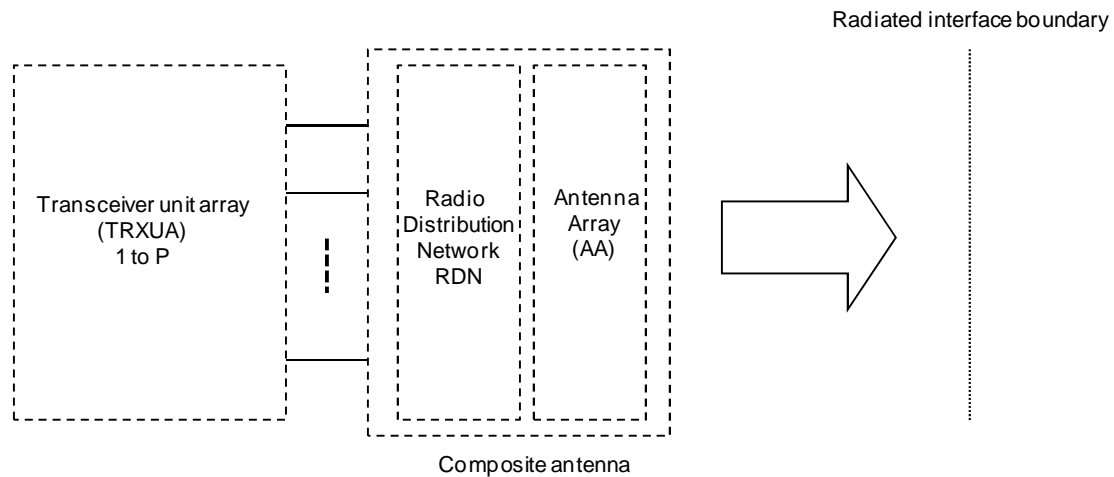 Radiated interface boundary
Transceiver unit array
(TRXUA)
1 to P
Radio
Distribution
Network
RDN
Antenna
Array
(AA)
Composite antenna